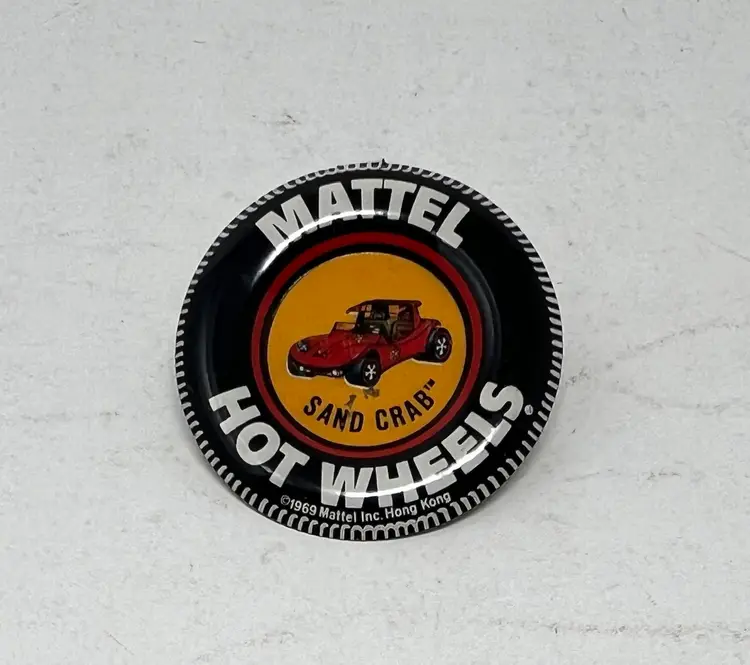 MATTEL
SAND CRAB™
HOT WHEELS®
©1969 Mattel Inc. Hong Kong